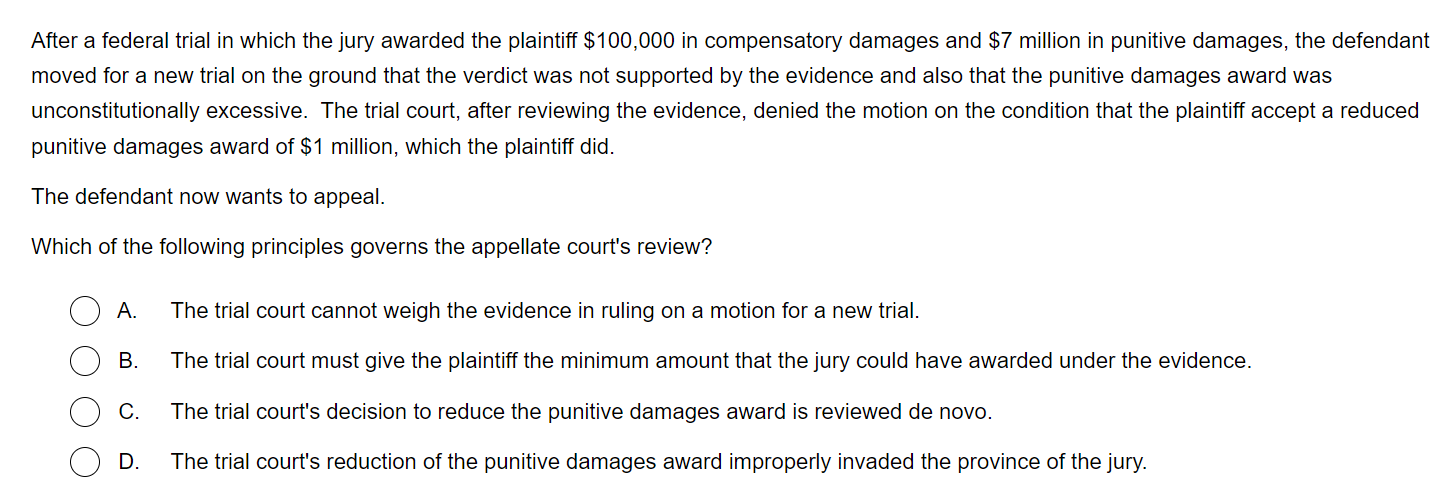 After a federal trial in which the jury awarded the plaintiff $100,000 in compensatory damages and $7 million in punitive damages, the defendant
moved for a new trial on the ground that the verdict was not supported by the evidence and also that the punitive damages award was
unconstitutionally excessive.  The trial court, after reviewing the evidence, denied the motion on the condition that the plaintiff accept a reduced
punitive damages award of $1 million, which the plaintiff did.
The defendant now wants to appeal.
Which of the following principles governs the appellate court's review?
A. The trial court cannot weigh the evidence in ruling on a motion for a new trial.
B. The trial court must give the plaintiff the minimum amount that the jury could have awarded under the evidence.
C. The trial court's decision to reduce the punitive damages award is reviewed de novo.
D. The trial court's reduction of the punitive damages award improperly invaded the province of the jury.